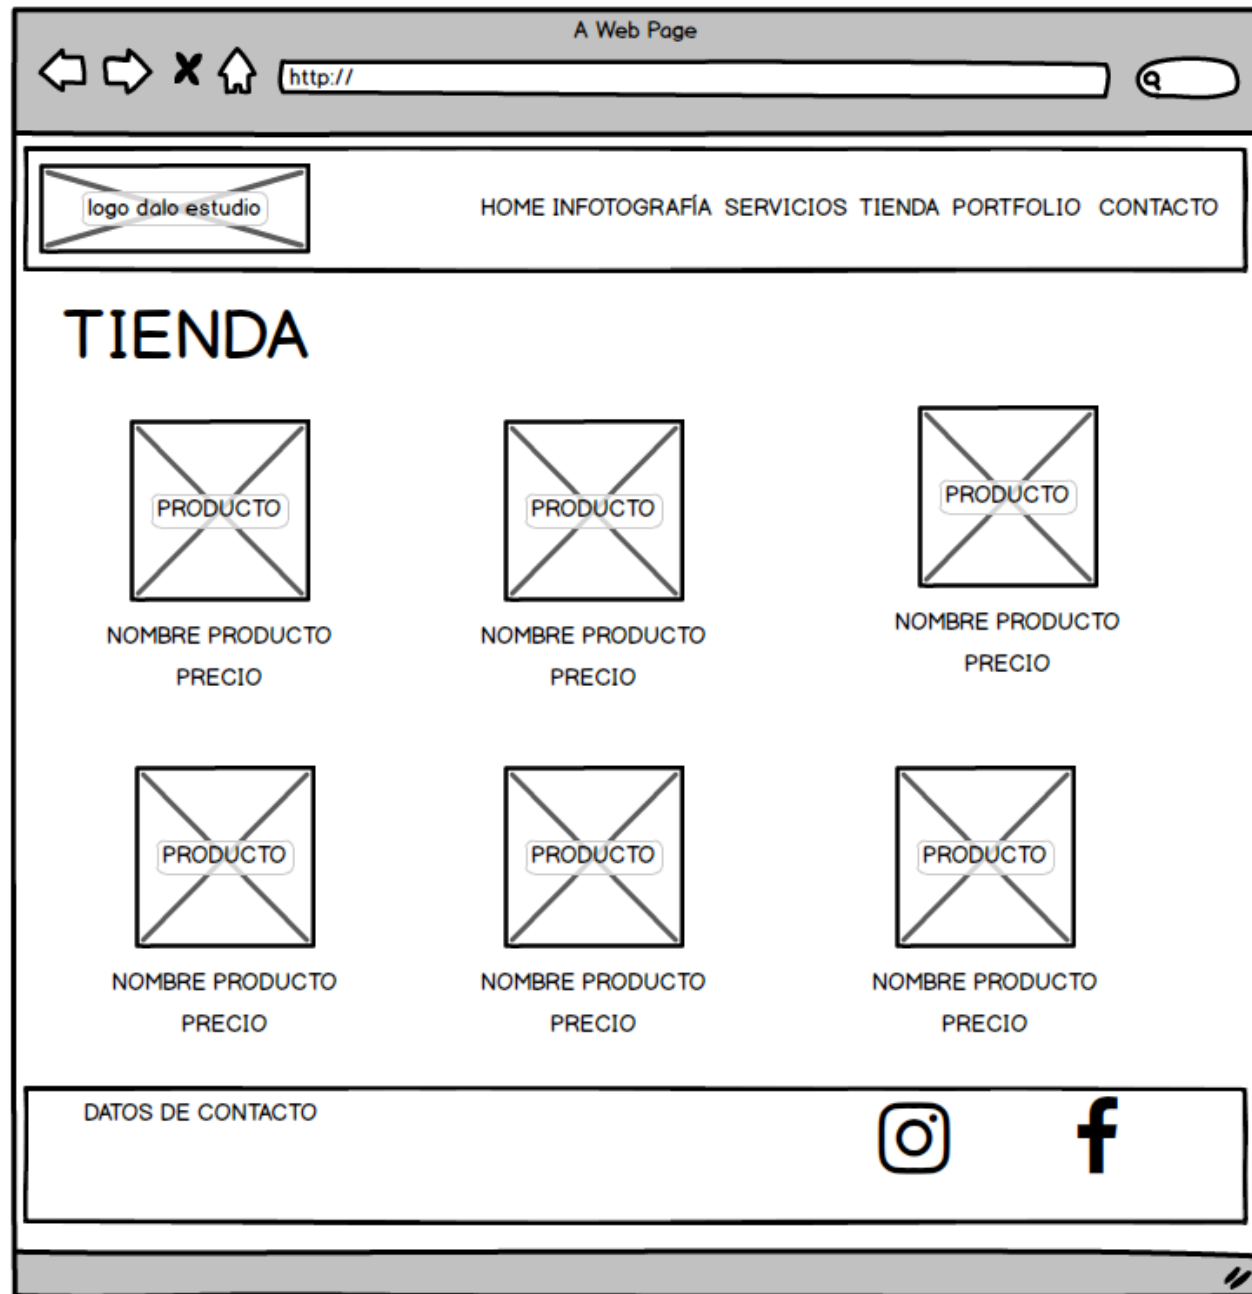 A Web Page
http://
logo dalo estudio
HOME INFOTOGRAFÍA SERVICIOS TIENDA PORTFOLIO CONTACTO
TIENDA
PRODUCTO PRODUCTO PRODUCTO
NOMBRE PRODUCTO NOMBRE PRODUCTO NOMBRE PRODUCTO
PRECIO PRECIO PRECIO
PRODUCTO PRODUCTO PRODUCTO
NOMBRE PRODUCTO NOMBRE PRODUCTO NOMBRE PRODUCTO
PRECIO PRECIO PRECIO
DATOS DE CONTACTO